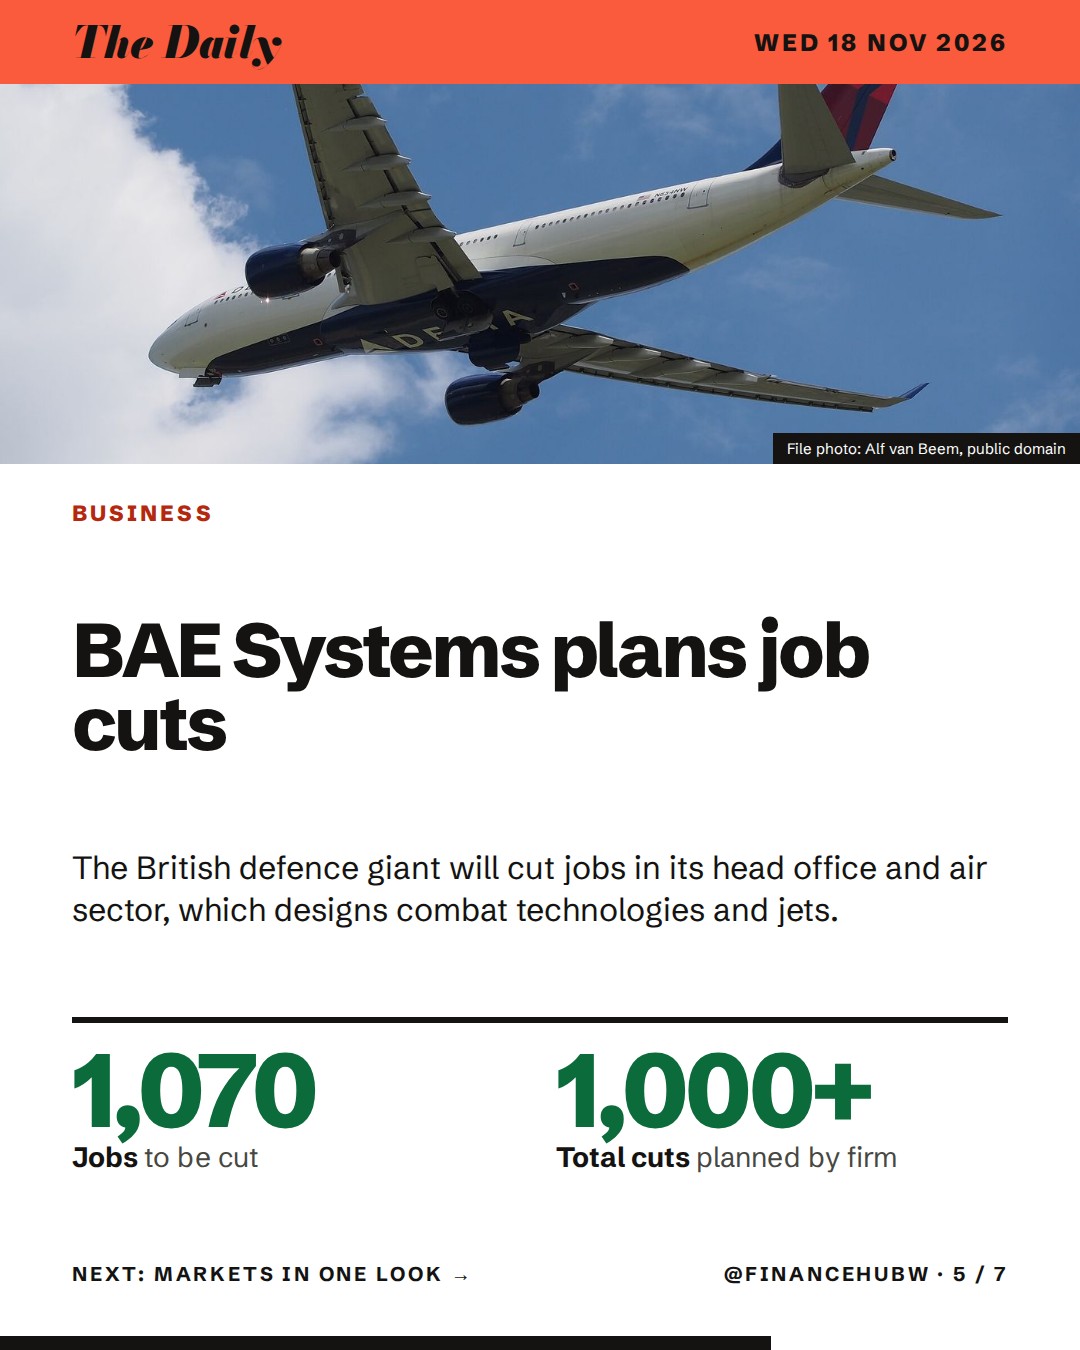 The Daily
WED 18 NOV 2026
N854NW
DELTA
File photo: Alf van Beem, public domain
BUSINESS
BAE Systems plans job
cuts
The British defence giant will cut jobs in its head office and air
sector, which designs combat technologies and jets.
1,070
1,000+
Jobs to be cut
Total cuts planned by firm
NEXT: MARKETS IN ONE LOOK →
@FINANCEHUBW · 5 / 7